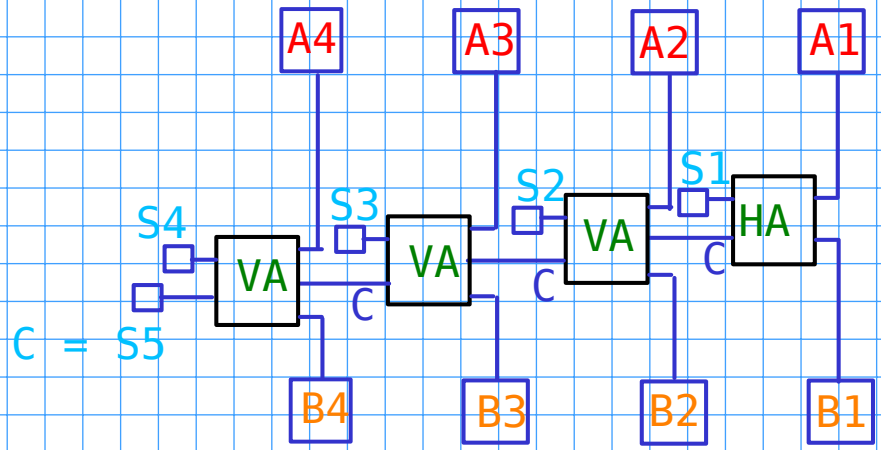 A4 A3 A2 A1
S1
S2
S3
S4
HA
VA
VA
VA
C
C
C
C = S5
B4 B3 B2 B1